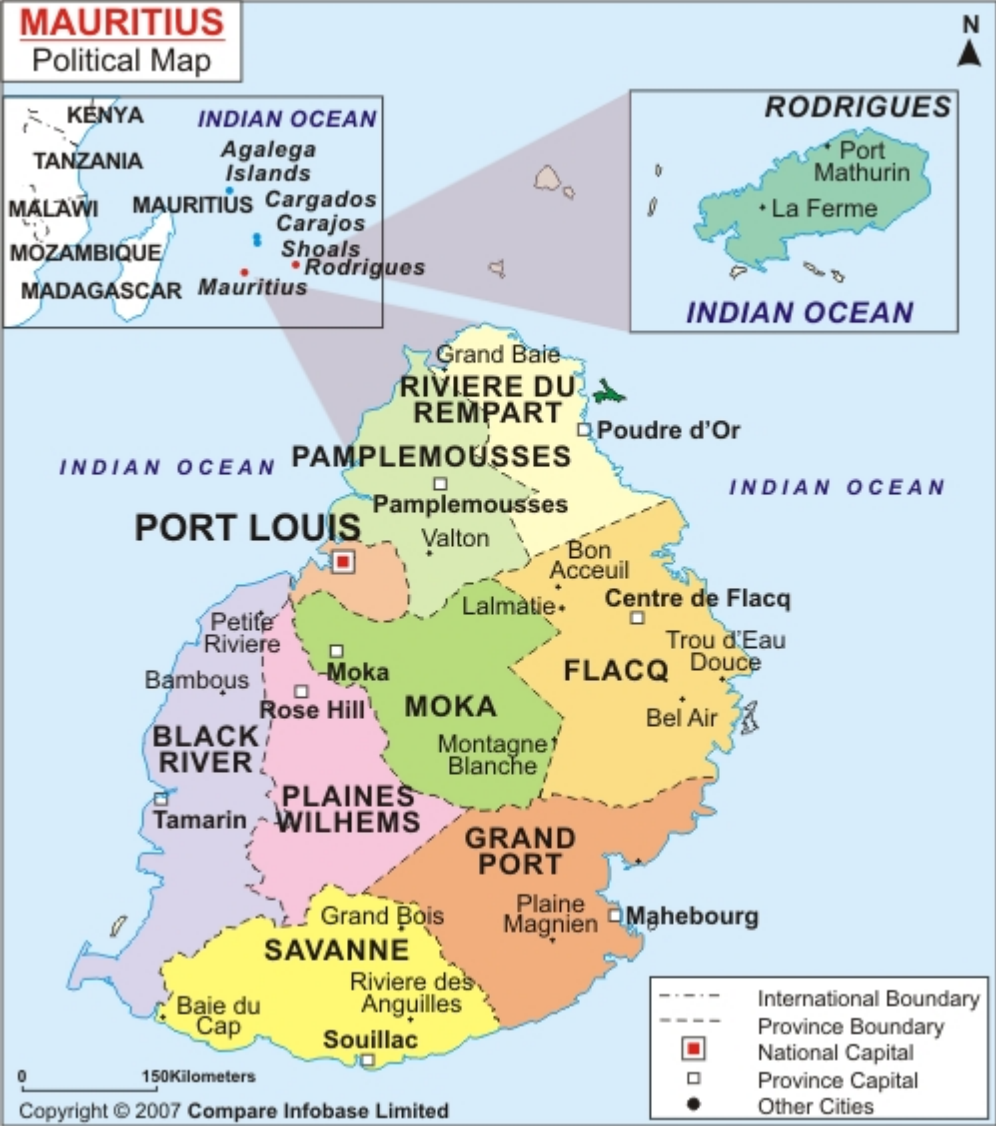 MAURITIUS
Political Map
N
KENYA
INDIAN OCEAN
Agalega
Islands
TANZANIA
MALAWI
MAURITIUS
Cargados
Carajos
Shoals
MOZAMBIQUE
Rodrigues
MADAGASCAR
Mauritius
RODRIGUES
Port
Mathurin
La Ferme
INDIAN OCEAN
Grand Baie
RIVIERE DU
REMPART
Poudre d'Or
PAMPLEMOUSSES
INDIAN OCEAN
INDIAN OCEAN
Pamplemousses
PORT LOUIS
Valton
Bon
Acceuil
Lalmatie
Centre de Flacq
Petite
Riviere
Trou d'Eau
Douce
Moka
FLACQ
Bambous
Rose Hill
MOKA
Bel Air
BLACK
RIVER
Montagne
Blanche
PLAINES
WILHEMS
Tamarin
GRAND
PORT
Plaine
Magnien
Mahebourg
Grand Bois
SAVANNE
Riviere des
Anguilles
Baie du
Cap
Souillac
International Boundary
Province Boundary
National Capital
Province Capital
Other Cities
0 150Kilometers
Copyright © 2007 Compare Infobase Limited